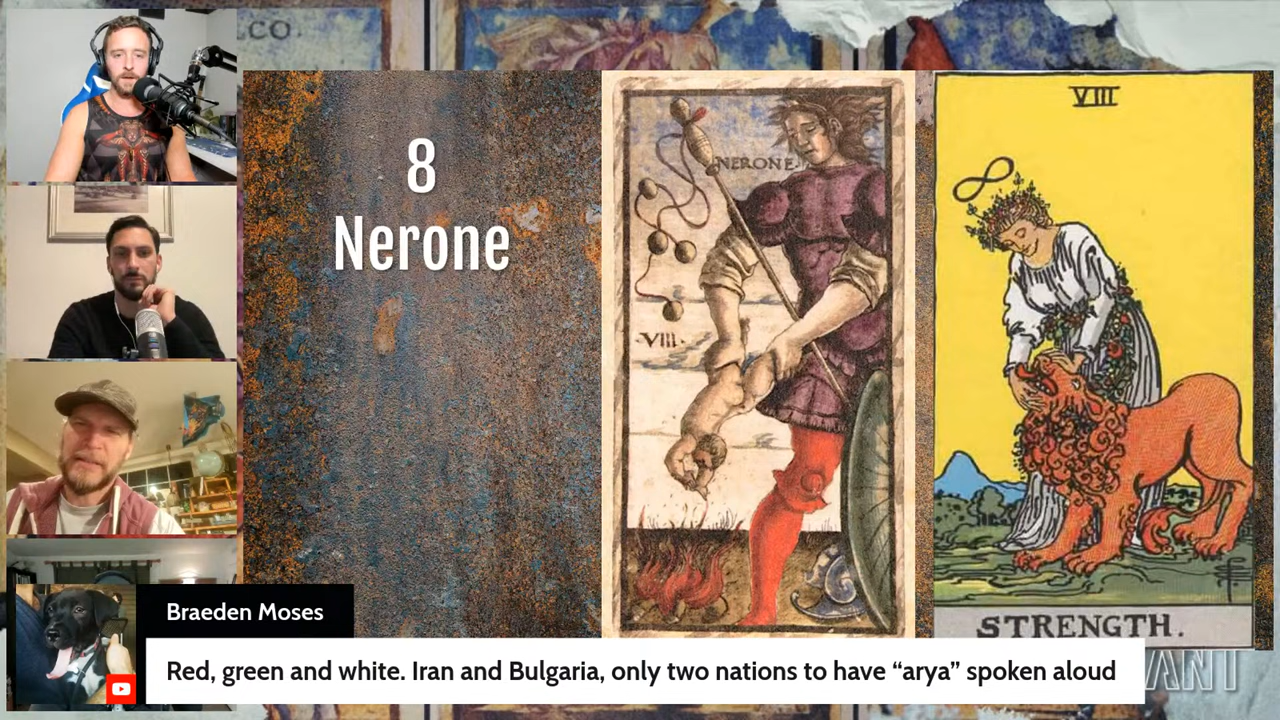 CO.
8
Nerone
NERONE
·VIII·
VIII
STRENGTH.
Braeden Moses
Red, green and white. Iran and Bulgaria, only two nations to have “arya” spoken aloud
ANT